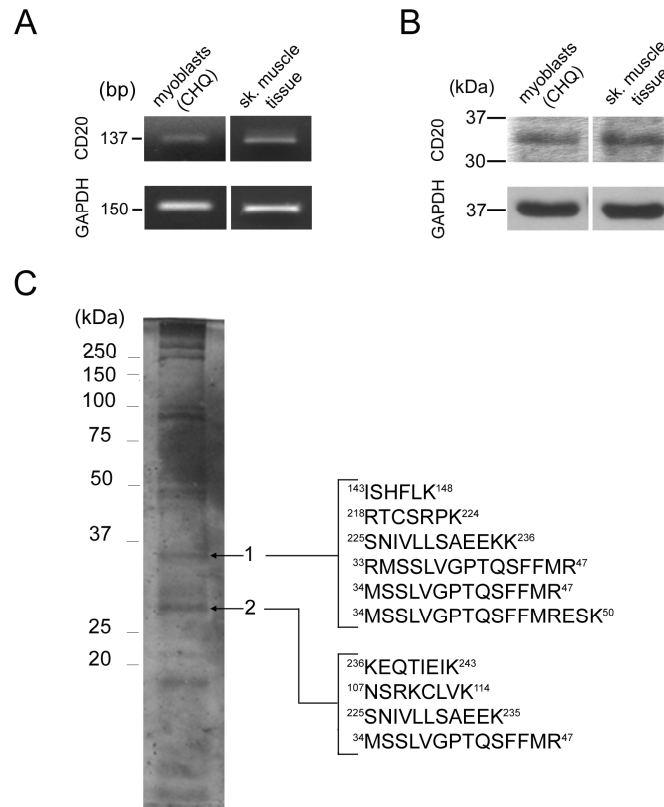 A
(bp)
myoblasts
(CHQ)
sk. muscle
tissue
CD20
137
GAPDH
150
B
(kDa)
myoblasts
(CHQ)
sk. muscle
tissue
CD20
37
30
GAPDH
37
C
(kDa)
250
150
100
75
50
37
25
20
1
2
¹⁴³ISHFLK¹⁴⁸
²¹⁸RTCSRPK²²⁴
²²⁵SNIVLLSAEEKK²³⁶
³³RMSSLVGPTQSFFMR⁴⁷
³⁴MSSLVGPTQSFFMR⁴⁷
³⁴MSSLVGPTQSFFMRESK⁵⁰
²³⁶KEQTIEIK²⁴³
¹⁰⁷NSRKCLVK¹¹⁴
²²⁵SNIVLLSAEEK²³⁵
³⁴MSSLVGPTQSFFMR⁴⁷